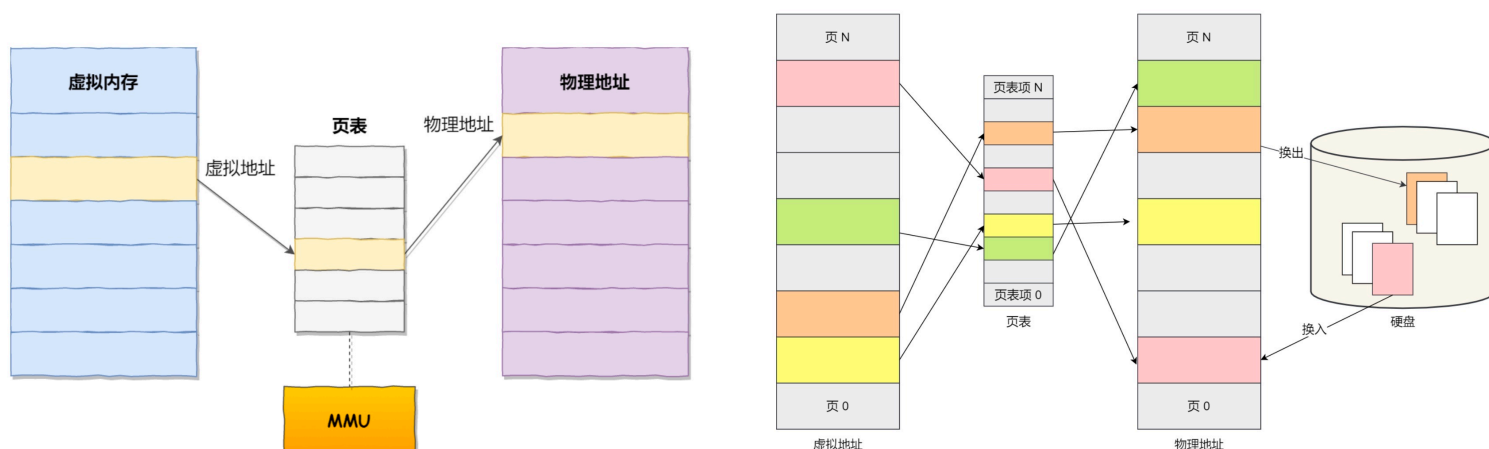 虚拟内存
页表
物理地址
虚拟地址
物理地址
MMU
页 N
页 0
虚拟地址
页表项 N
页表项 0
页表
页 N
页 0
物理地址
换出
换入
硬盘